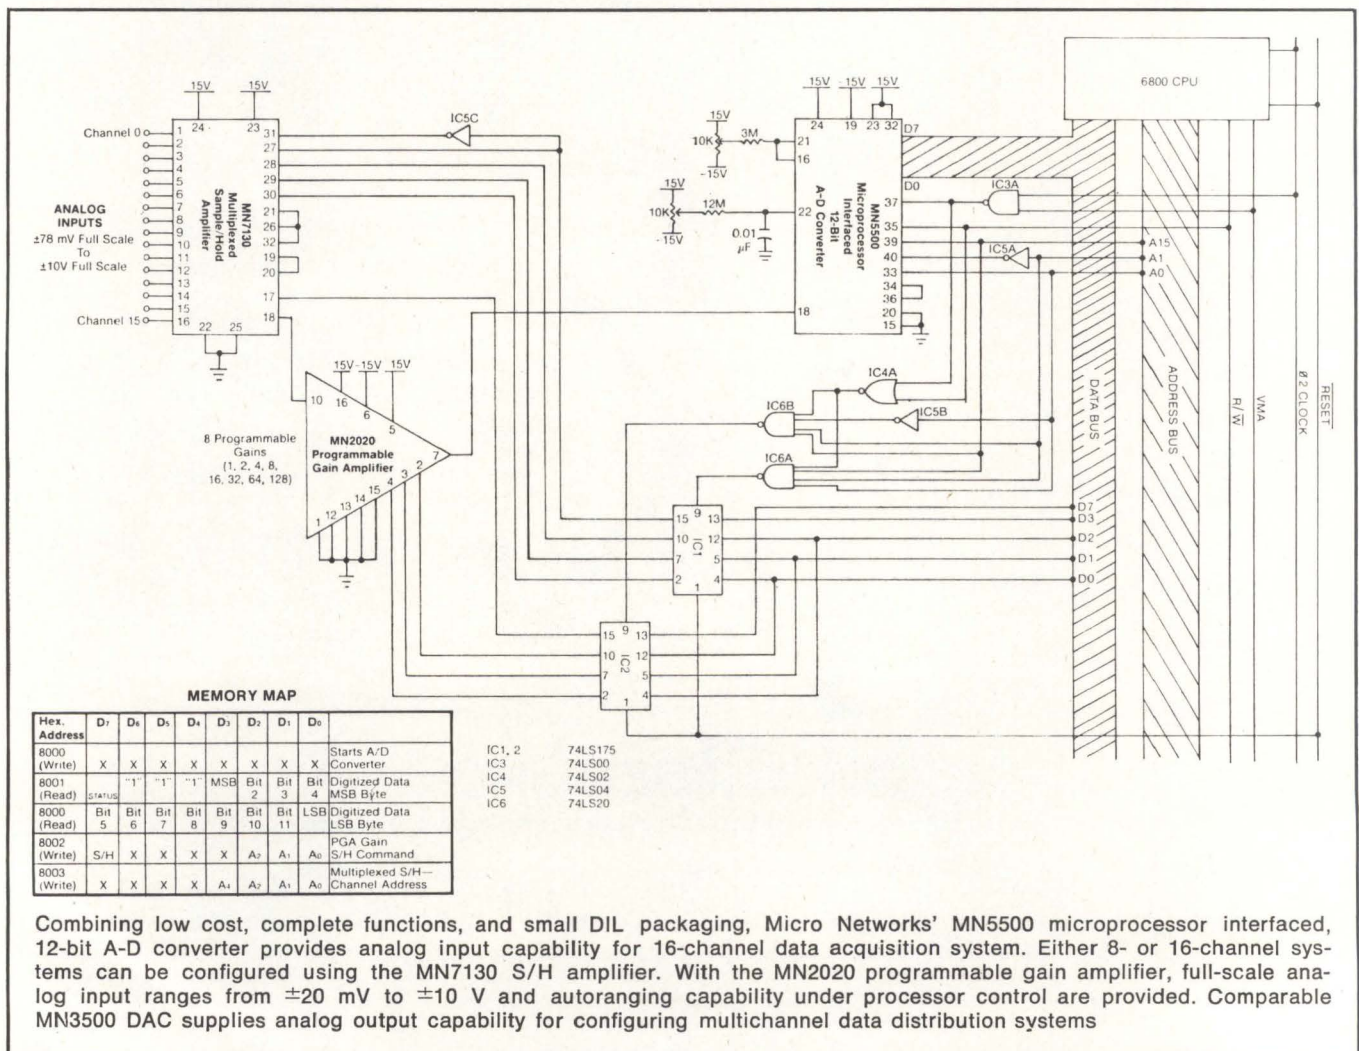 15V 15V
Channel 0 1 24 23 31 IC5C
2 27
3 28
4 29
5 30
6 21
7 26
8 32
9 19
10 20
11
12
13 17
14
15 18
Channel 15 16 22 25
ANALOG
INPUTS
±78 mV Full Scale
To
±10V Full Scale
MN7130
Multiplexed
Sample/Hold
Amplifier
15V -15V 15V
24 19 23 32 D7
15V
10K 3M 21
16
-15V
15V
10K 12M 22
-15V
0.01
µF
18
MN5500
Microprocessor
Interfaced
12-Bit
A-D Converter
D0
37 IC3A
35
39 A15
40 IC5A A1
33 A0
34
36
20
15
6800 CPU
DATA BUS
ADDRESS BUS
R/W̅
VMA
Ø2 CLOCK
R̅E̅S̅E̅T̅
IC4A
IC6B IC5B
IC6A
15V -15V 15V
10 16 6 5
MN2020
Programmable
Gain Amplifier
7
1 12 13 14 15 4 3 2
8 Programmable
Gains
(1, 2, 4, 8,
16, 32, 64, 128)
D7
15 9 13 D3
10 12 D2
7 IC1 5 D1
2 4 D0
1
15 9 13
10 12
7 IC2 5
2 4
1
IC1, 2 74LS175
IC3 74LS00
IC4 74LS02
IC5 74LS04
IC6 74LS20
MEMORY MAP
Hex. Address D7 D6 D5 D4 D3 D2 D1 D0
8000 (Write) X X X X X X X X Starts A/D Converter
8001 (Read) STATUS "1" "1" "1" MSB Bit 2 Bit 3 Bit 4 Digitized Data MSB Byte
8000 (Read) Bit 5 Bit 6 Bit 7 Bit 8 Bit 9 Bit 10 Bit 11 LSB Digitized Data LSB Byte
8002 (Write) S/H X X X X A2 A1 A0 PGA Gain S/H Command
8003 (Write) X X X X A4 A2 A1 A0 Multiplexed S/H— Channel Address
Combining low cost, complete functions, and small DIL packaging, Micro Networks' MN5500 microprocessor interfaced,
12-bit A-D converter provides analog input capability for 16-channel data acquisition system. Either 8- or 16-channel sys-
tems can be configured using the MN7130 S/H amplifier. With the MN2020 programmable gain amplifier, full-scale ana-
log input ranges from ±20 mV to ±10 V and autoranging capability under processor control are provided. Comparable
MN3500 DAC supplies analog output capability for configuring multichannel data distribution systems